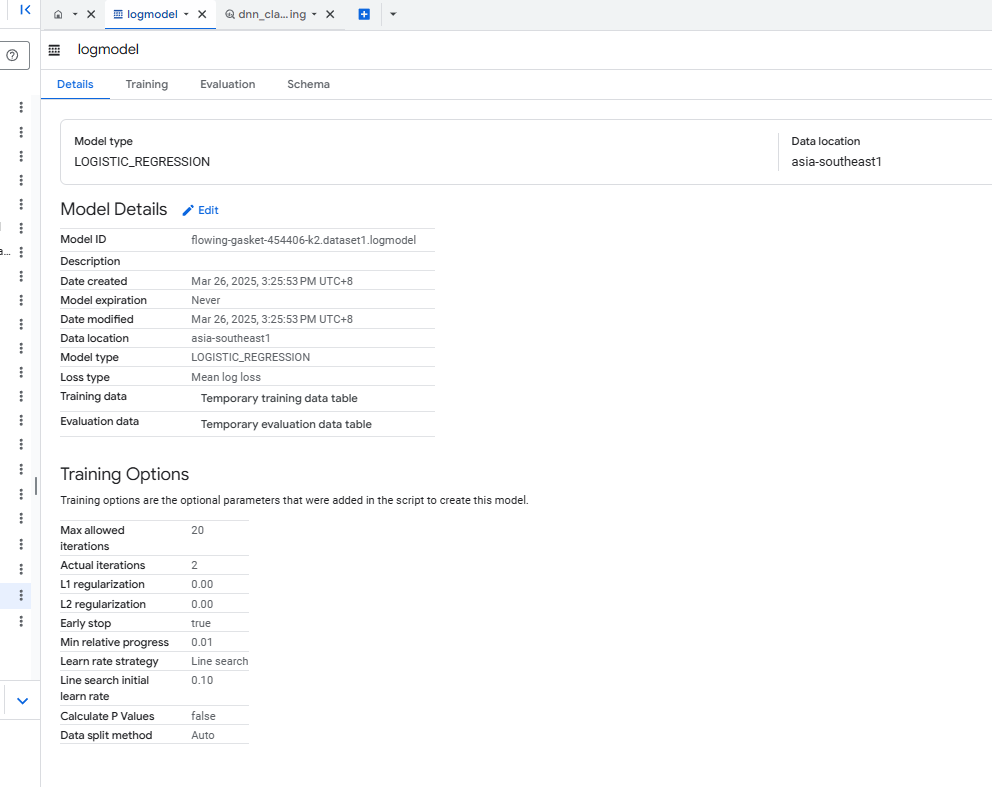 logmodel
dnn_cla…ing
logmodel
Details Training Evaluation Schema
Model type
LOGISTIC_REGRESSION
Data location
asia-southeast1
Model Details Edit
Model ID flowing-gasket-454406-k2.dataset1.logmodel
Description
Date created Mar 26, 2025, 3:25:53 PM UTC+8
Model expiration Never
Date modified Mar 26, 2025, 3:25:53 PM UTC+8
Data location asia-southeast1
Model type LOGISTIC_REGRESSION
Loss type Mean log loss
Training data Temporary training data table
Evaluation data Temporary evaluation data table
Training Options
Training options are the optional parameters that were added in the script to create this model.
Max allowed 20
iterations
Actual iterations 2
L1 regularization 0.00
L2 regularization 0.00
Early stop true
Min relative progress 0.01
Learn rate strategy Line search
Line search initial 0.10
learn rate
Calculate P Values false
Data split method Auto
a…